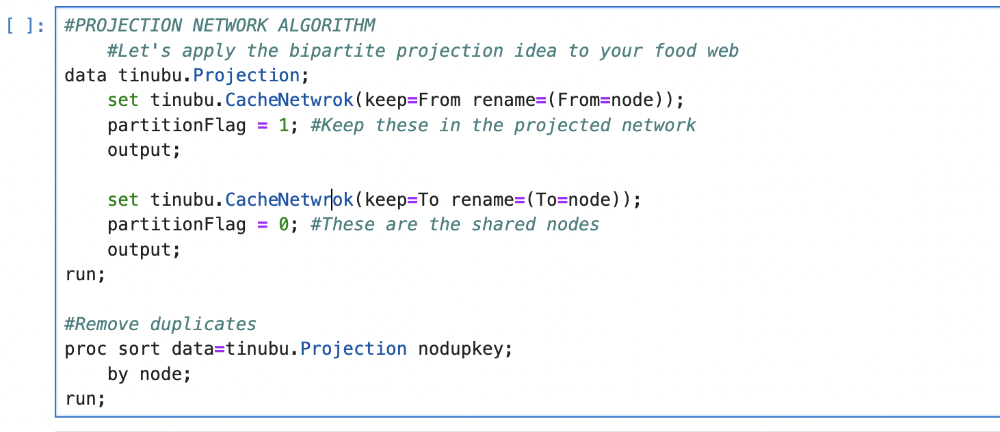 [ ]:
#PROJECTION NETWORK ALGORITHM
#Let's apply the bipartite projection idea to your food web
data tinubu.Projection;
set tinubu.CacheNetwrok(keep=From rename=(From=node));
partitionFlag = 1; #Keep these in the projected network
output;
set tinubu.CacheNetwrok(keep=To rename=(To=node));
partitionFlag = 0; #These are the shared nodes
output;
run;
#Remove duplicates
proc sort data=tinubu.Projection nodupkey;
by node;
run;